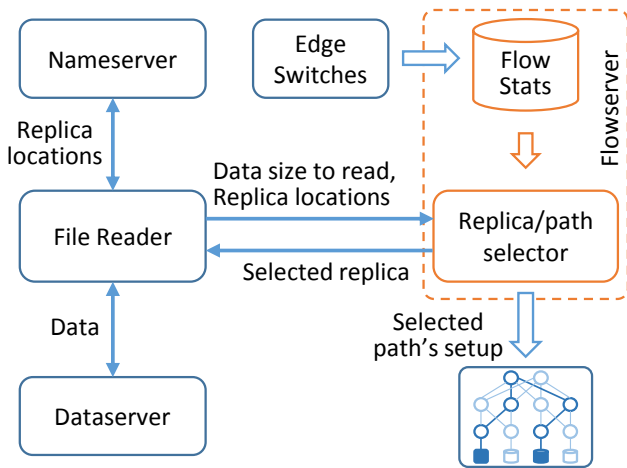 Nameserver
Edge
Switches
Flow
Stats
Flowserver
Replica
locations
Data size to read,
Replica locations
File Reader
Replica/path
selector
Selected replica
Data
Selected
path's setup
Dataserver